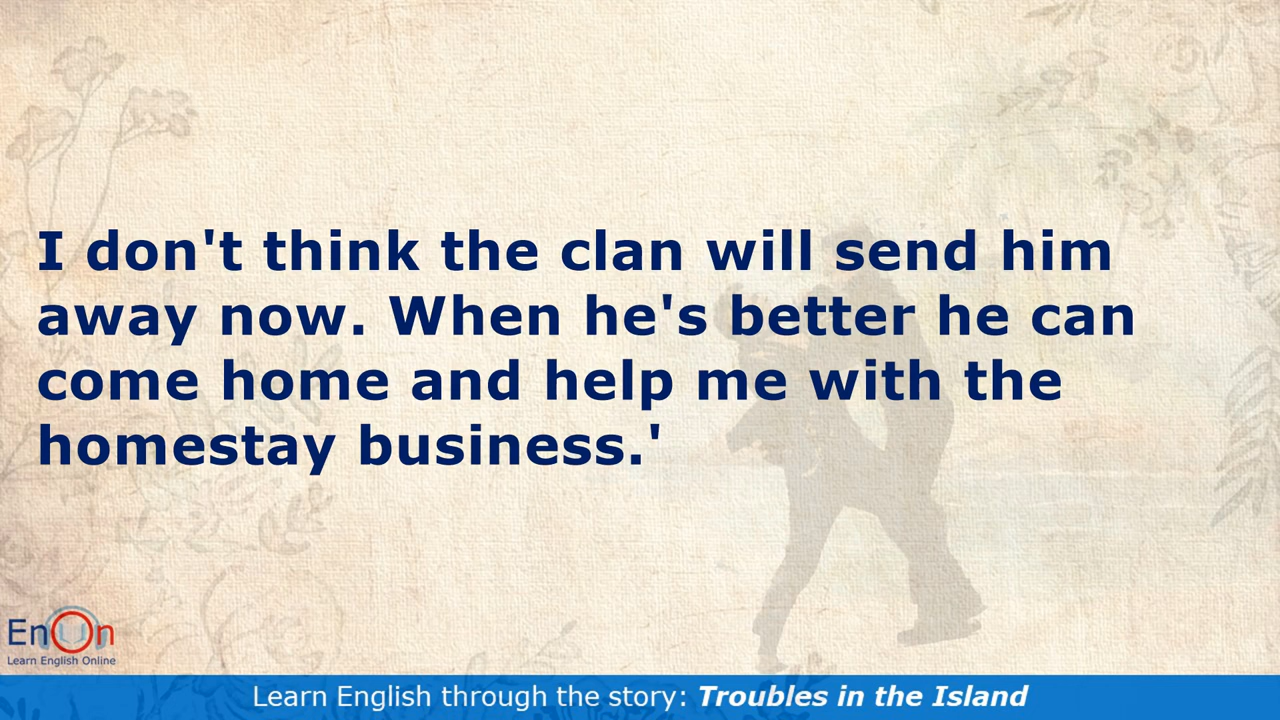 I don't think the clan will send him
away now. When he's better he can
come home and help me with the
homestay business.'
EnOn
Learn English Online
Learn English through the story: Troubles in the Island